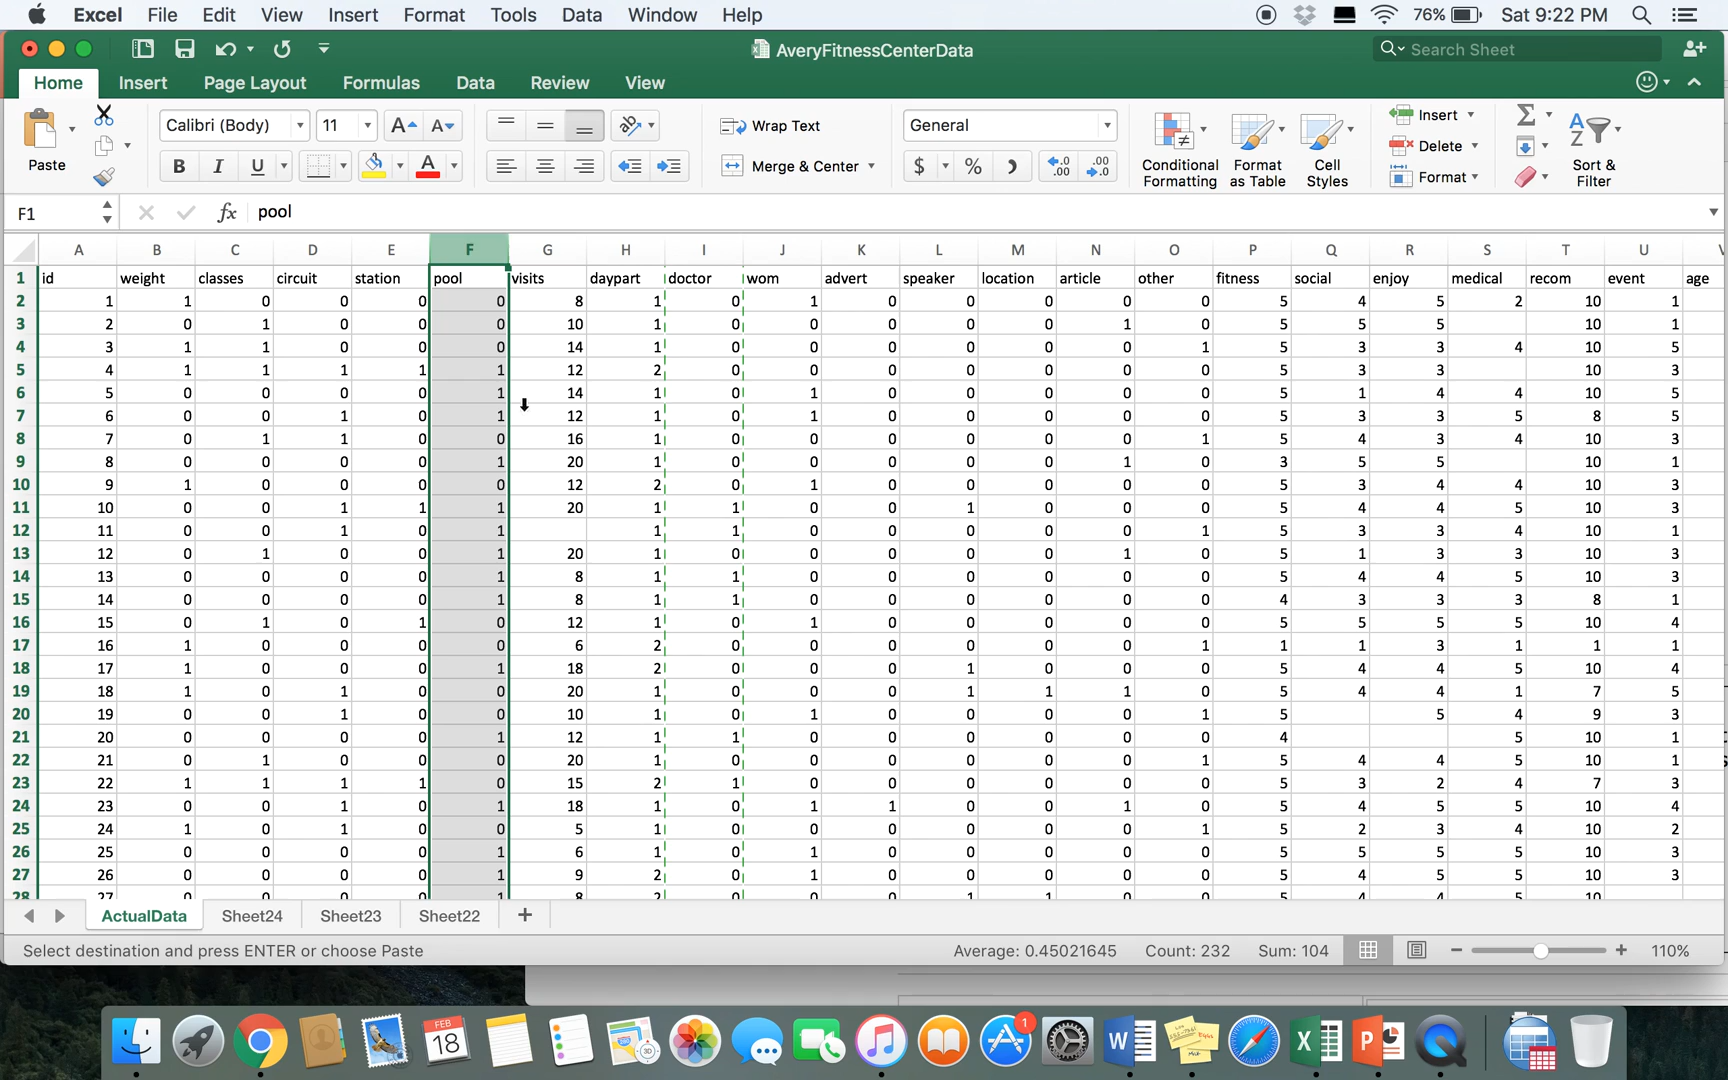 Excel File Edit View Insert Format Tools Data Window Help 76% Sat 9:22 PM
AveryFitnessCenterData Search Sheet
Home Insert Page Layout Formulas Data Review View
Paste Calibri (Body) 11 A A Wrap Text General Conditional Formatting Format as Table Cell Styles Insert Delete Format Sort & Filter
B I U A Merge & Center $ % .0 .00 .00 .0
F1 fx pool
A B C D E F G H I J K L M N O P Q R S T U V
1 id weight classes circuit station pool visits daypart doctor wom advert speaker location article other fitness social enjoy medical recom event age
2 1 1 0 0 0 0 8 1 0 1 0 0 0 0 0 5 4 5 2 10 1
3 2 0 1 0 0 0 10 1 0 0 0 0 0 1 0 5 5 5 10 1
4 3 1 1 0 0 0 14 1 0 0 0 0 0 0 1 5 3 3 4 10 5
5 4 1 1 1 1 1 12 2 0 0 0 0 0 0 0 5 3 3 10 3
6 5 0 0 0 0 1 14 1 0 1 0 0 0 0 0 5 1 4 4 10 5
7 6 0 0 1 0 1 12 1 0 1 0 0 0 0 0 5 3 3 5 8 5
8 7 0 1 1 0 0 16 1 0 0 0 0 0 0 1 5 4 3 4 10 3
9 8 0 0 0 0 1 20 1 0 0 0 0 0 1 0 3 5 5 10 1
10 9 1 0 0 0 0 12 2 0 1 0 0 0 0 0 5 3 4 4 10 3
11 10 0 0 1 1 1 20 1 1 0 0 1 0 0 0 5 4 4 5 10 3
12 11 0 0 1 0 1 1 1 0 0 0 0 0 1 5 3 3 4 10 1
13 12 0 1 0 0 1 20 1 0 0 0 0 0 1 0 5 1 3 3 10 3
14 13 0 0 0 0 1 8 1 1 0 0 0 0 0 0 5 4 4 5 10 3
15 14 0 0 0 0 1 8 1 1 0 0 0 0 0 0 4 3 3 3 8 1
16 15 0 1 0 1 0 12 1 0 1 0 0 0 0 0 5 5 5 5 10 4
17 16 1 0 0 0 0 6 2 0 0 0 0 0 0 1 1 1 3 1 1 1
18 17 1 0 0 0 1 18 2 0 0 0 1 0 0 0 5 4 4 5 10 4
19 18 1 0 1 0 0 20 1 0 0 0 1 1 1 0 5 4 4 1 7 5
20 19 0 0 1 0 0 10 1 0 1 0 0 0 0 1 5 5 4 9 3
21 20 0 0 0 0 1 12 1 1 0 0 0 0 0 0 4 5 10 1
22 21 0 1 0 0 0 20 1 0 0 0 0 0 0 1 5 4 4 5 10 1
23 22 1 1 1 1 0 15 2 1 0 0 0 0 0 0 5 3 2 4 7 3
24 23 0 0 1 0 1 18 1 0 1 1 0 0 1 0 5 4 5 5 10 4
25 24 1 0 1 0 0 5 1 0 0 0 0 0 0 1 5 2 3 4 10 2
26 25 0 0 0 0 1 6 1 0 1 0 0 0 0 0 5 5 5 5 10 3
27 26 0 0 0 0 1 9 2 0 1 0 0 0 0 0 5 4 5 5 10 3
28 27 0 0 0 0 1 8 2 0 0 0 1 1 0 0 5 4 4 5 10
ActualData Sheet24 Sheet23 Sheet22 +
Select destination and press ENTER or choose Paste Average: 0.45021645 Count: 232 Sum: 104 110%
FEB
18
1